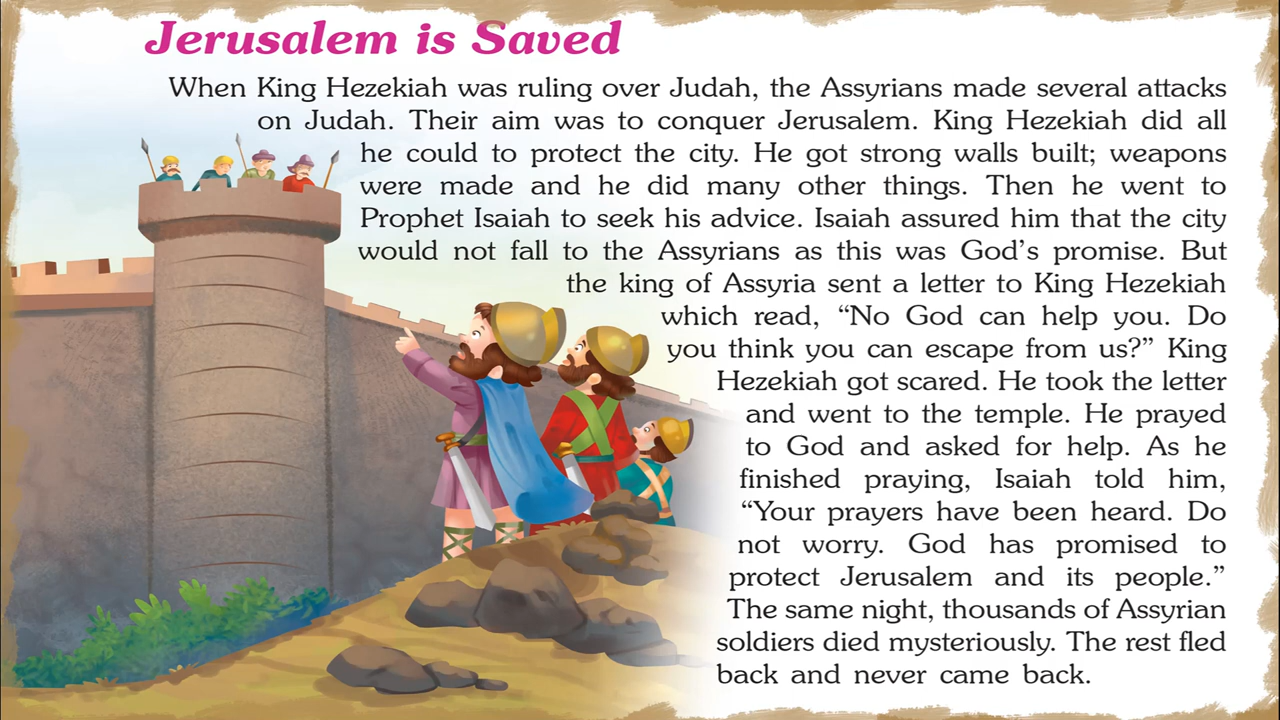 Jerusalem is Saved
When King Hezekiah was ruling over Judah, the Assyrians made several attacks
on Judah. Their aim was to conquer Jerusalem. King Hezekiah did all
he could to protect the city. He got strong walls built; weapons
were made and he did many other things. Then he went to
Prophet Isaiah to seek his advice. Isaiah assured him that the city
would not fall to the Assyrians as this was God’s promise. But
the king of Assyria sent a letter to King Hezekiah
which read, “No God can help you. Do
you think you can escape from us?” King
Hezekiah got scared. He took the letter
and went to the temple. He prayed
to God and asked for help. As he
finished praying, Isaiah told him,
“Your prayers have been heard. Do
not worry. God has promised to
protect Jerusalem and its people.”
The same night, thousands of Assyrian
soldiers died mysteriously. The rest fled
back and never came back.